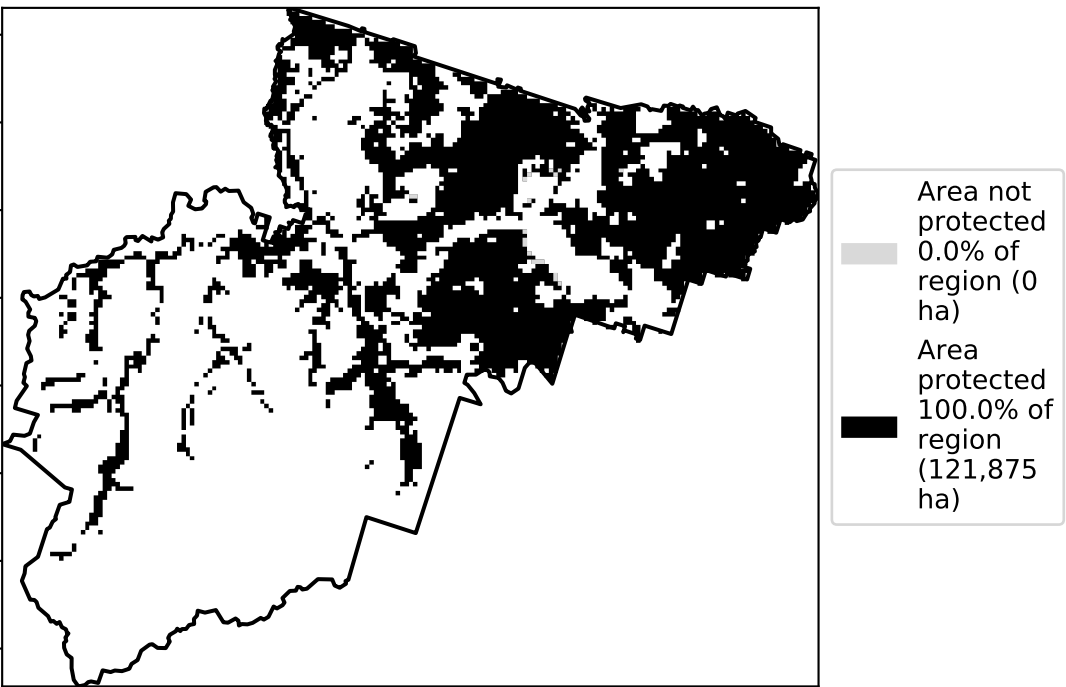 Area not
protected
0.0% of
region (0
ha)
Area
protected
100.0% of
region
(121,875
ha)